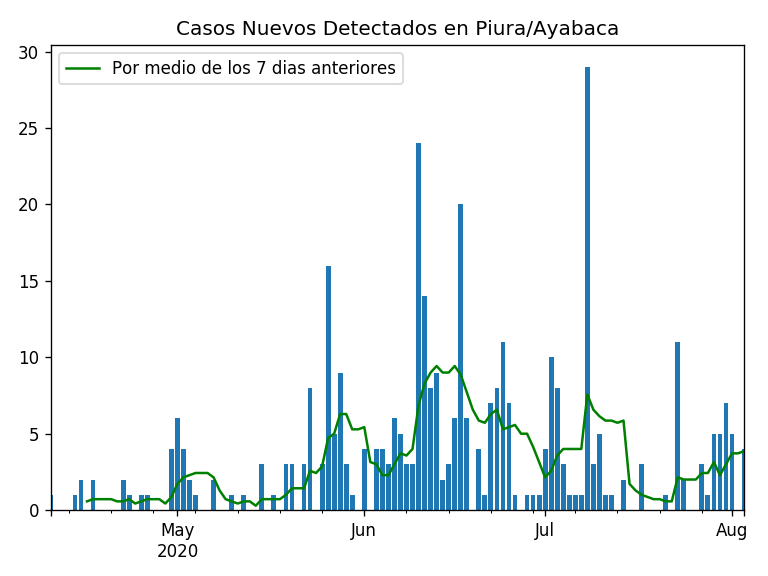 Casos Nuevos Detectados en Piura/Ayabaca
Por medio de los 7 dias anteriores
30
25
20
15
10
5
0
May
2020
Jun
Jul
Aug